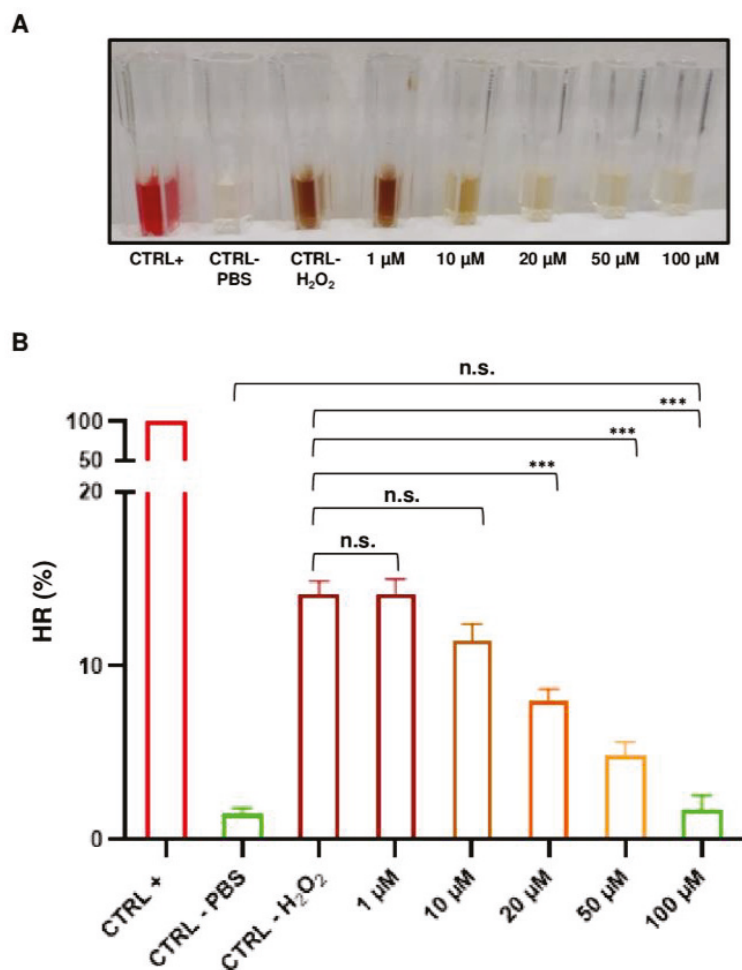 A
CTRL+ CTRL- CTRL- 1 µM 10 µM 20 µM 50 µM 100 µM
PBS H₂O₂
B
n.s.
***
***
***
n.s.
n.s.
100
50
20
10
0
HR (%)
CTRL + CTRL - PBS CTRL - H₂O₂ 1 µM 10 µM 20 µM 50 µM 100 µM